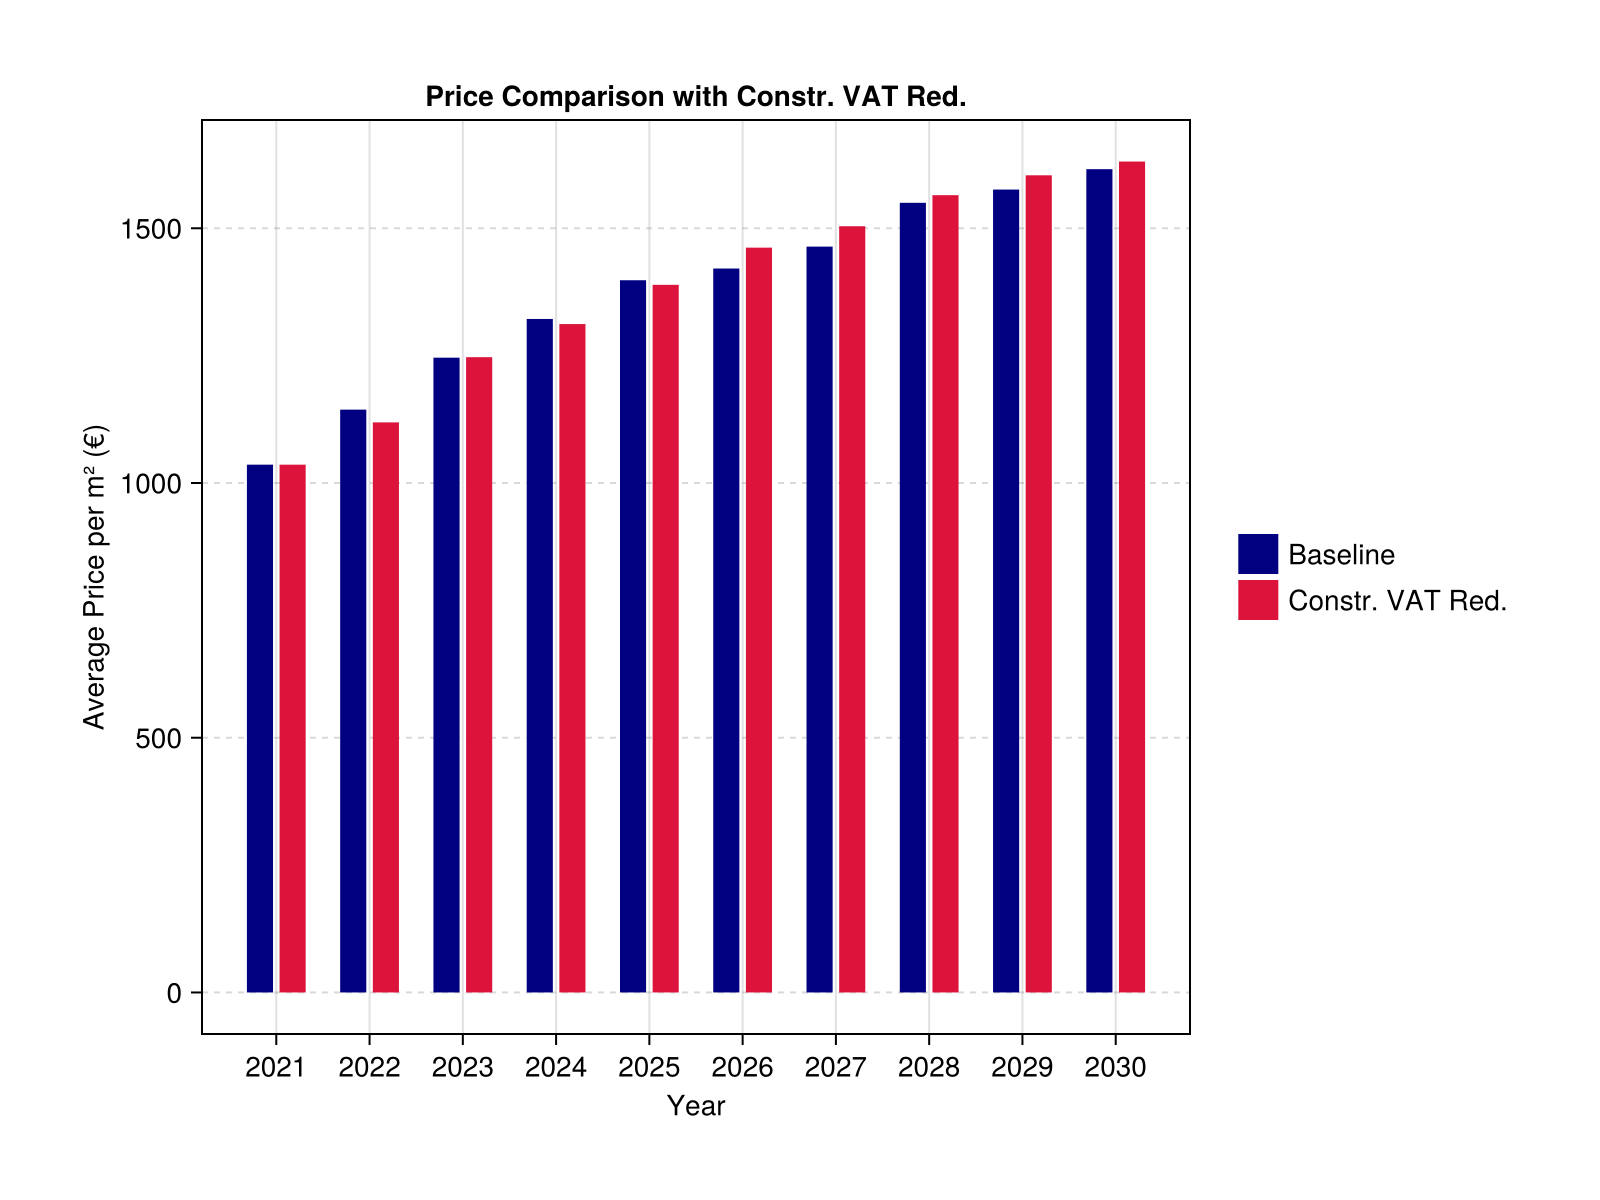 Price Comparison with Constr. VAT Red.
Average Price per m² (€)
1500
1000
500
0
2021 2022 2023 2024 2025 2026 2027 2028 2029 2030
Year
Baseline
Constr. VAT Red.